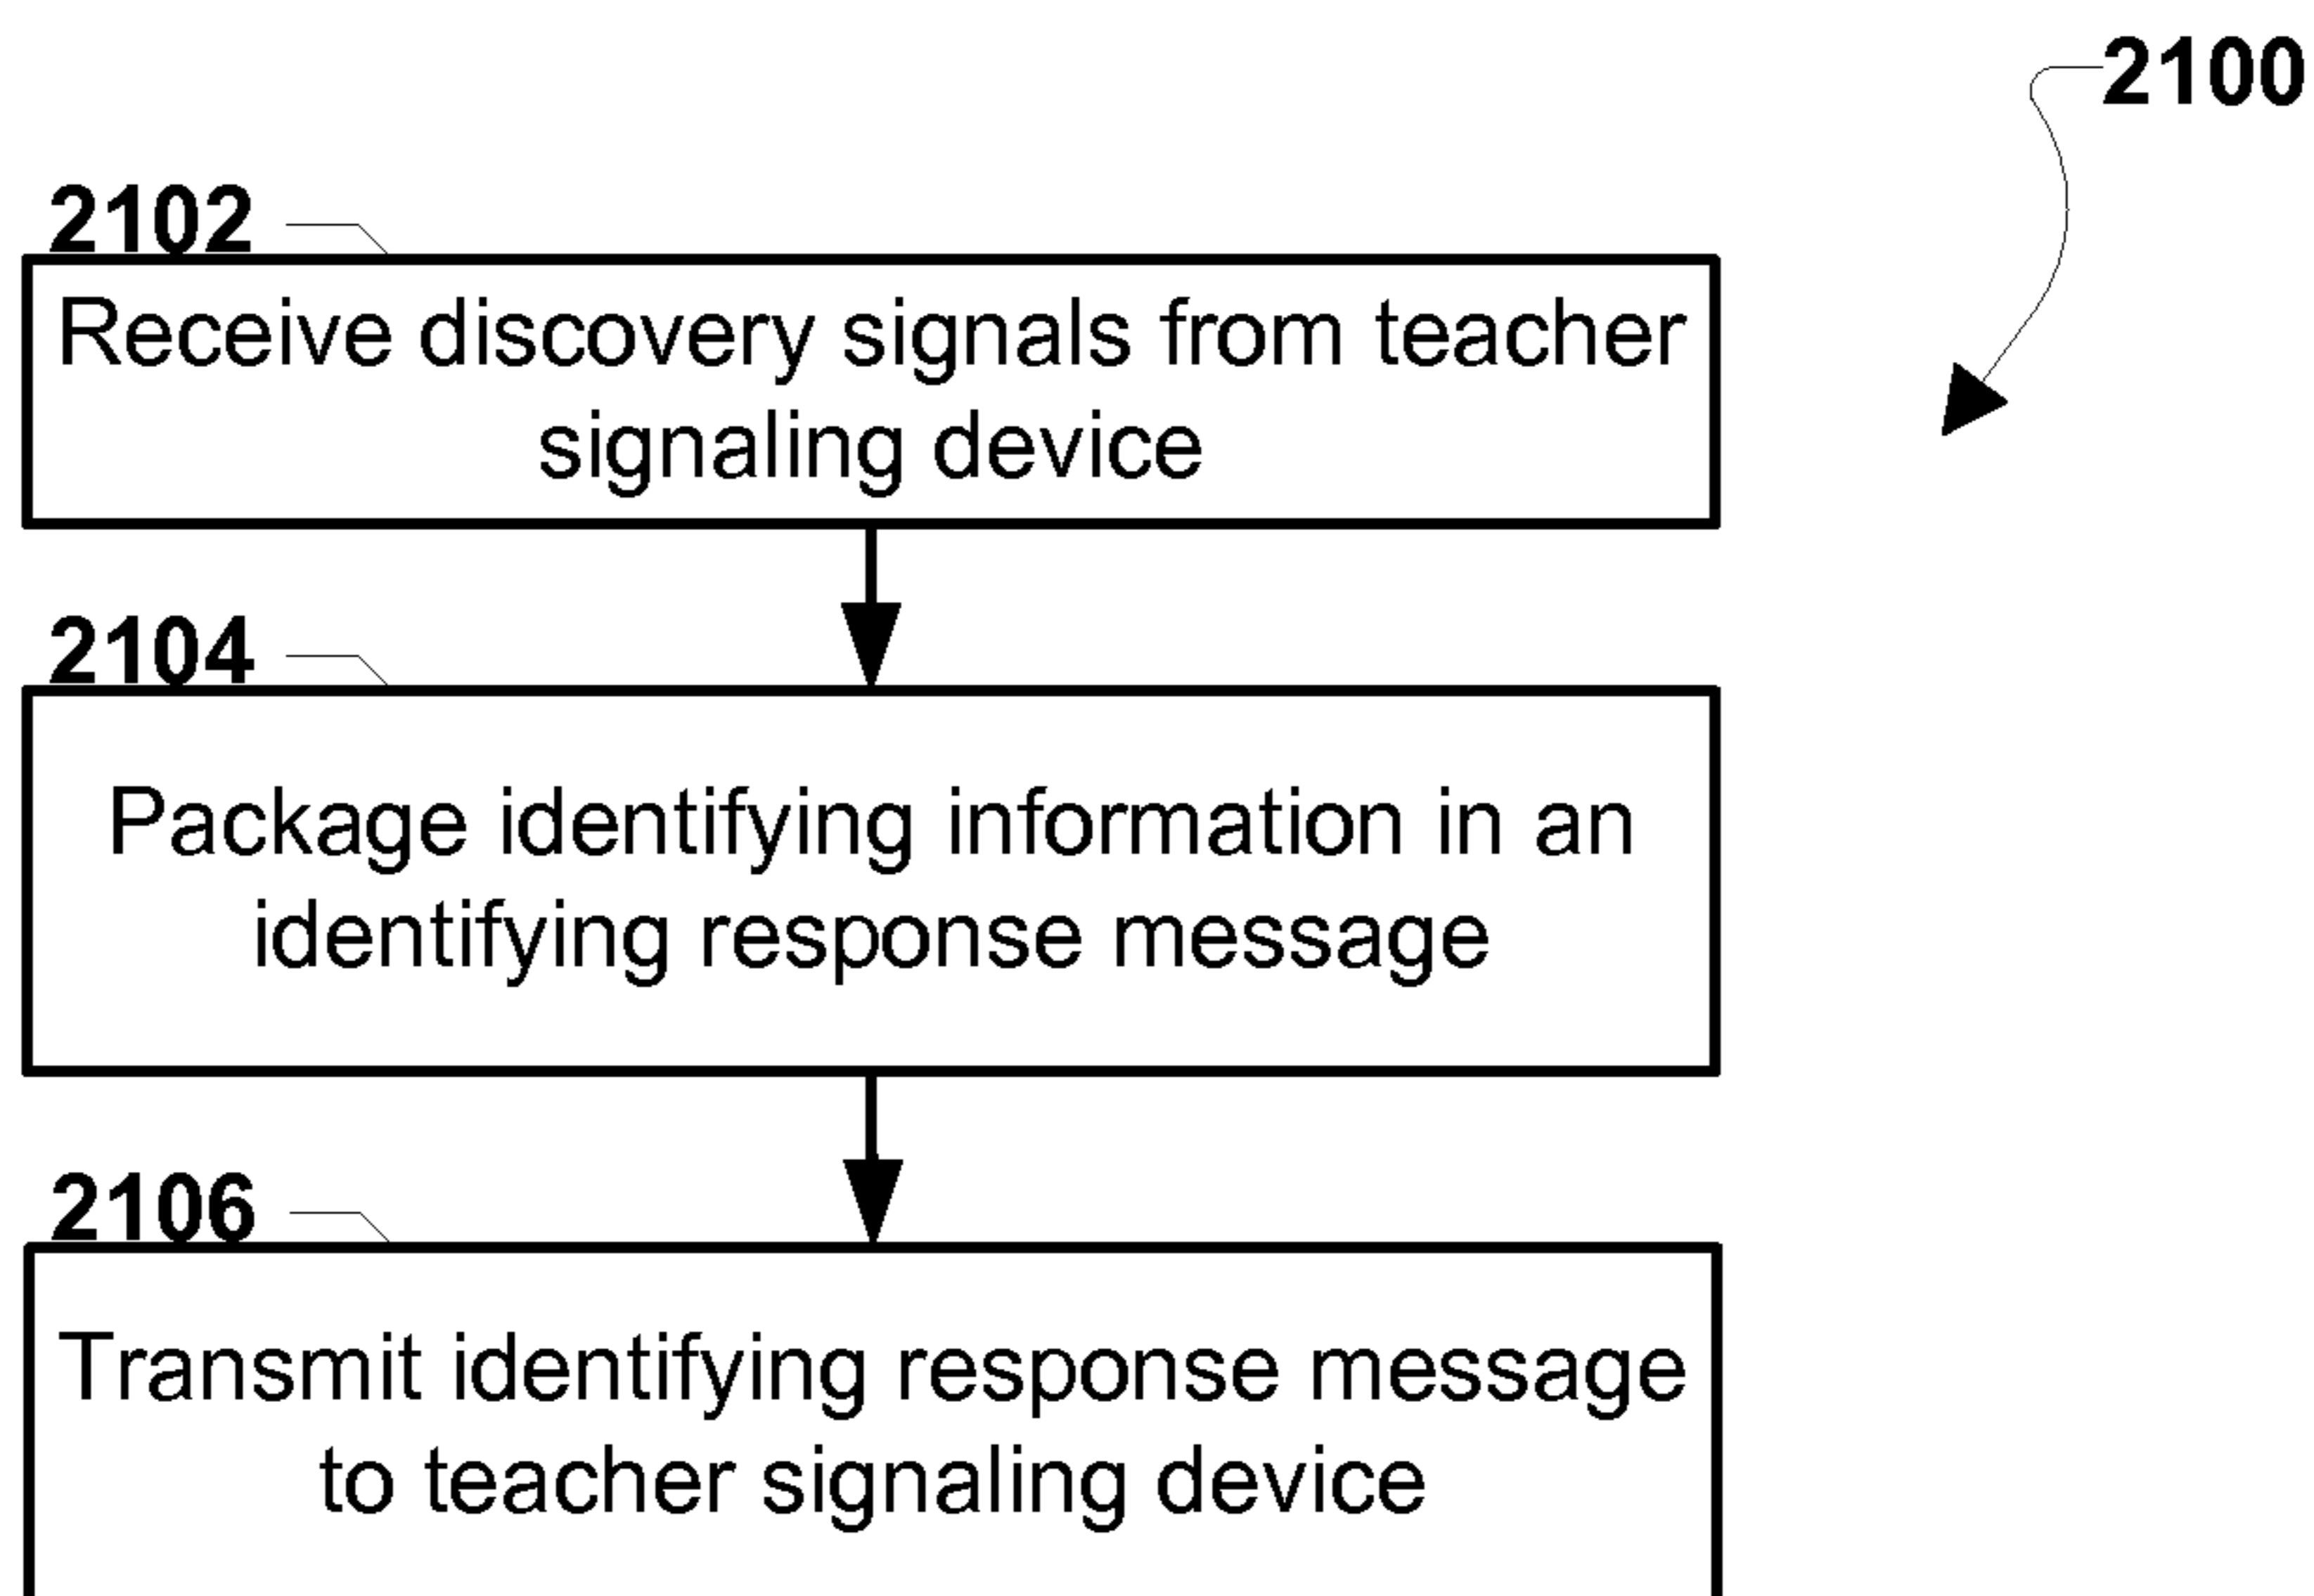 2100
2102
Receive discovery signals from teacher
signaling device
2104
Package identifying information in an
identifying response message
2106
Transmit identifying response message
to teacher signaling device